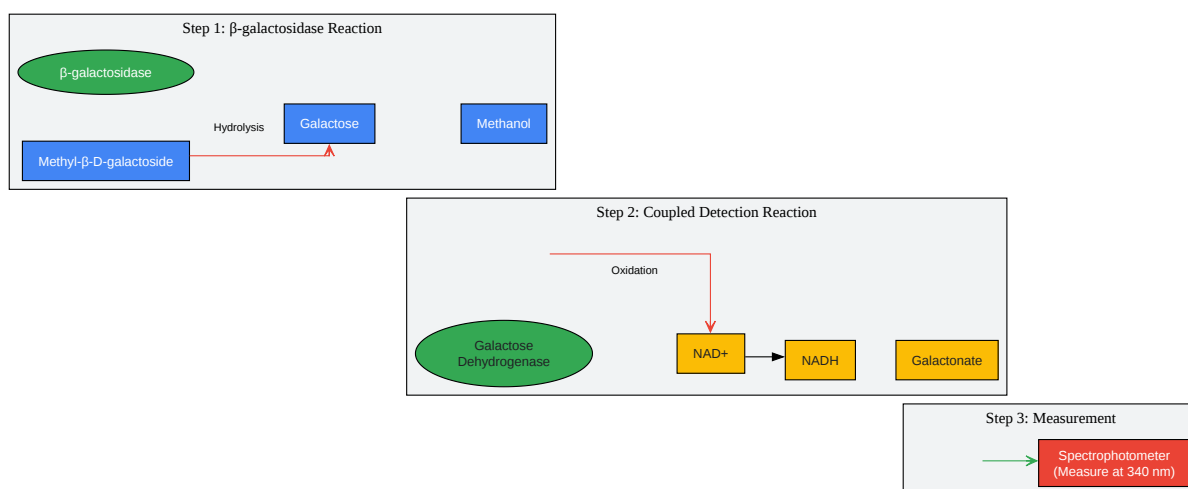 Step 1: β-galactosidase Reaction
β-galactosidase
Hydrolysis
Galactose
Methanol
Methyl-β-D-galactoside
Step 2: Coupled Detection Reaction
Oxidation
Galactose
Dehydrogenase
NAD+
NADH
Galactonate
Step 3: Measurement
Spectrophotometer
(Measure at 340 nm)